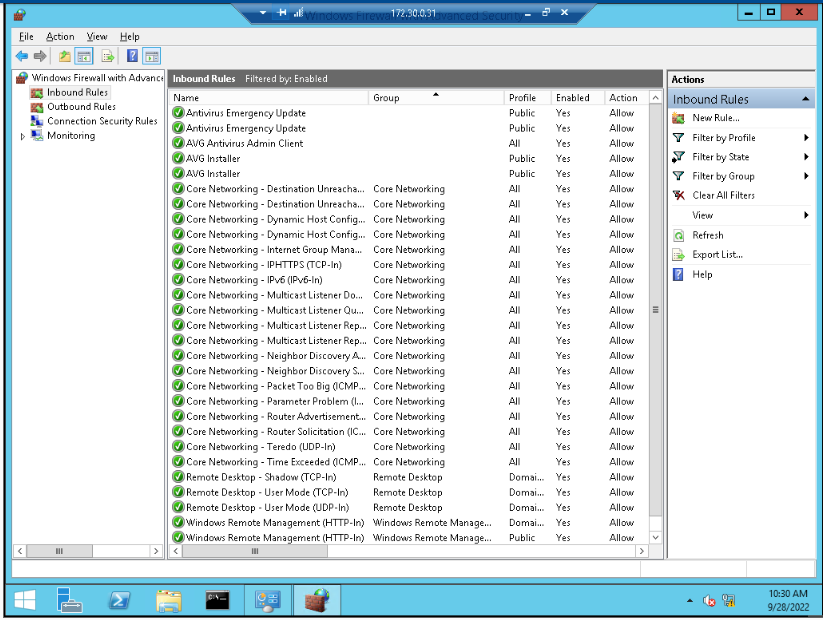 Windows Firewall with Advanced Security
172.30.0.31
File Action View Help
Windows Firewall with Advance
Inbound Rules
Outbound Rules
Connection Security Rules
Monitoring
Inbound Rules Filtered by: Enabled
Name Group Profile Enabled Action
Antivirus Emergency Update Public Yes Allow
Antivirus Emergency Update Public Yes Allow
AVG Antivirus Admin Client All Yes Allow
AVG Installer Public Yes Allow
AVG Installer Public Yes Allow
Core Networking - Destination Unreacha... Core Networking All Yes Allow
Core Networking - Destination Unreacha... Core Networking All Yes Allow
Core Networking - Dynamic Host Config... Core Networking All Yes Allow
Core Networking - Dynamic Host Config... Core Networking All Yes Allow
Core Networking - Internet Group Mana... Core Networking All Yes Allow
Core Networking - IPHTTPS (TCP-In) Core Networking All Yes Allow
Core Networking - IPv6 (IPv6-In) Core Networking All Yes Allow
Core Networking - Multicast Listener Do... Core Networking All Yes Allow
Core Networking - Multicast Listener Qu... Core Networking All Yes Allow
Core Networking - Multicast Listener Rep... Core Networking All Yes Allow
Core Networking - Multicast Listener Rep... Core Networking All Yes Allow
Core Networking - Neighbor Discovery A... Core Networking All Yes Allow
Core Networking - Neighbor Discovery S... Core Networking All Yes Allow
Core Networking - Packet Too Big (ICMP... Core Networking All Yes Allow
Core Networking - Parameter Problem (I... Core Networking All Yes Allow
Core Networking - Router Advertisement... Core Networking All Yes Allow
Core Networking - Router Solicitation (IC... Core Networking All Yes Allow
Core Networking - Teredo (UDP-In) Core Networking All Yes Allow
Core Networking - Time Exceeded (ICMP... Core Networking All Yes Allow
Remote Desktop - Shadow (TCP-In) Remote Desktop Domai... Yes Allow
Remote Desktop - User Mode (TCP-In) Remote Desktop Domai... Yes Allow
Remote Desktop - User Mode (UDP-In) Remote Desktop Domai... Yes Allow
Windows Remote Management (HTTP-In) Windows Remote Manage... Domai... Yes Allow
Windows Remote Management (HTTP-In) Windows Remote Manage... Public Yes Allow
Actions
Inbound Rules
New Rule...
Filter by Profile
Filter by State
Filter by Group
Clear All Filters
View
Refresh
Export List...
Help
10:30 AM
9/28/2022